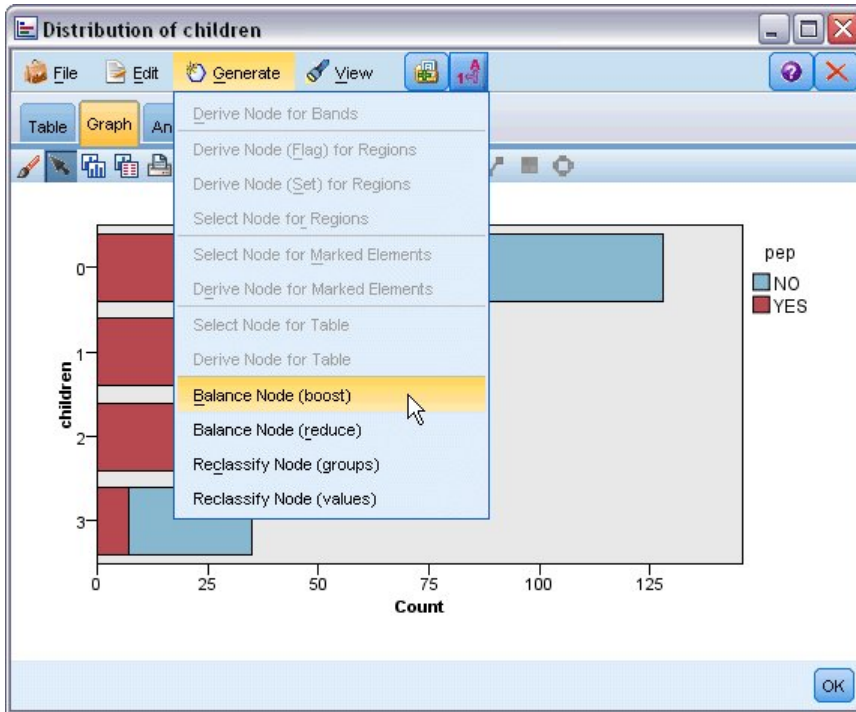 Distribution of children
File Edit Generate View
Table Graph An
Derive Node for Bands
Derive Node (Flag) for Regions
Derive Node (Set) for Regions
Select Node for Regions
Select Node for Marked Elements
Derive Node for Marked Elements
Select Node for Table
Derive Node for Table
Balance Node (boost)
Balance Node (reduce)
Reclassify Node (groups)
Reclassify Node (values)
children
0
1
2
3
0 25 50 75 100 125
Count
pep
NO
YES
OK